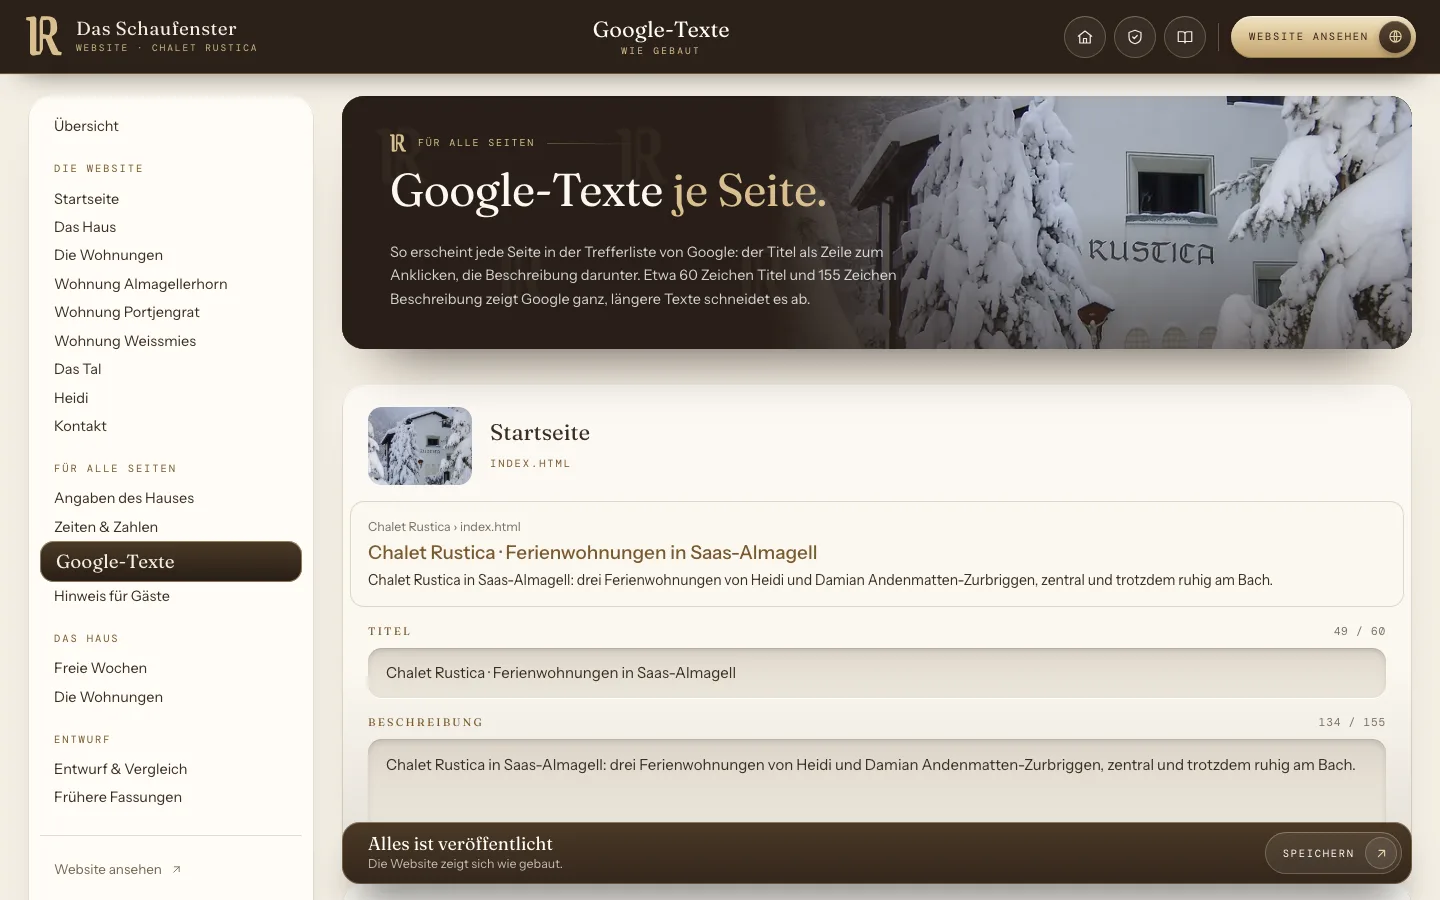 Das Schaufenster
WEBSITE · CHALET RUSTICA
Google-Texte
WIE GEBAUT
WEBSITE ANSEHEN
Übersicht
DIE WEBSITE
Startseite
Das Haus
Die Wohnungen
Wohnung Almagellerhorn
Wohnung Portjengrat
Wohnung Weissmies
Das Tal
Heidi
Kontakt
FÜR ALLE SEITEN
Angaben des Hauses
Zeiten & Zahlen
Google-Texte
Hinweis für Gäste
DAS HAUS
Freie Wochen
Die Wohnungen
ENTWURF
Entwurf & Vergleich
Frühere Fassungen
Website ansehen
FÜR ALLE SEITEN
Google-Texte je Seite.
So erscheint jede Seite in der Trefferliste von Google: der Titel als Zeile zum
Anklicken, die Beschreibung darunter. Etwa 60 Zeichen Titel und 155 Zeichen
Beschreibung zeigt Google ganz, längere Texte schneidet es ab.
RUSTICA
Startseite
INDEX.HTML
Chalet Rustica › index.html
Chalet Rustica · Ferienwohnungen in Saas-Almagell
Chalet Rustica in Saas-Almagell: drei Ferienwohnungen von Heidi und Damian Andenmatten-Zurbriggen, zentral und trotzdem ruhig am Bach.
TITEL
49 / 60
Chalet Rustica · Ferienwohnungen in Saas-Almagell
BESCHREIBUNG
134 / 155
Chalet Rustica in Saas-Almagell: drei Ferienwohnungen von Heidi und Damian Andenmatten-Zurbriggen, zentral und trotzdem ruhig am Bach.
Alles ist veröffentlicht
Die Website zeigt sich wie gebaut.
SPEICHERN